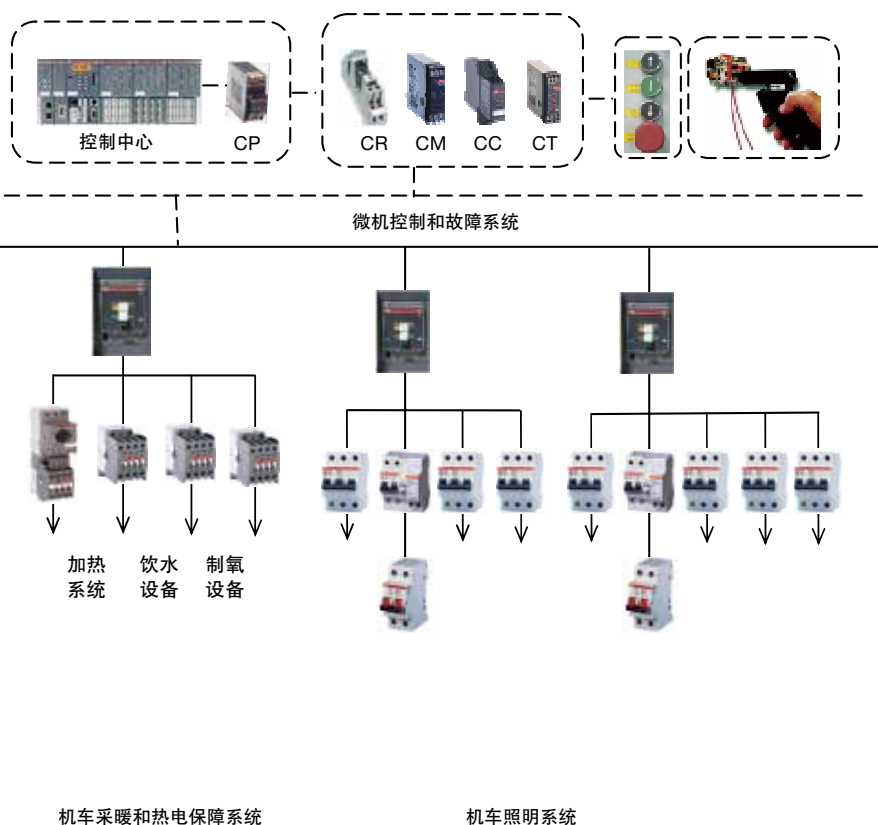 控制中心
CP
CR
CM
CC
CT
微机控制和故障系统
加热 饮水 制氧
系统 设备 设备
机车采暖和热电保障系统
机车照明系统